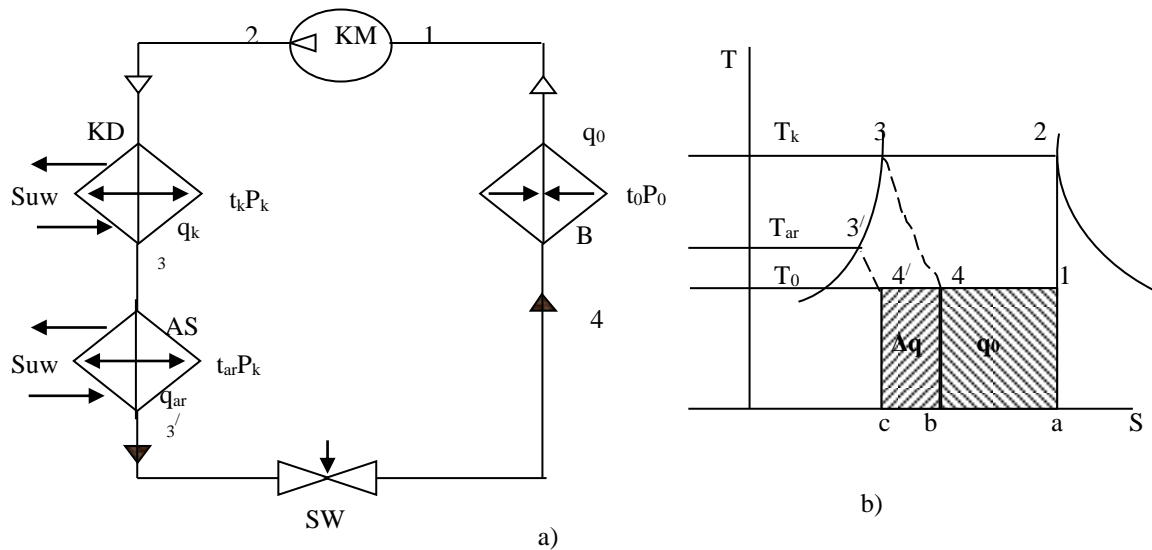 2 KM 1
KD
Suw
t₀P₀
tₖPₖ
q₀
qₖ
B
3
AS
Suw
tₐᵣPₖ
qₐᵣ
3/
4
SW
a)
T
Tₖ 3 2
Tₐᵣ 3/
T₀ 4/ 4 1
Δq q₀
c b a S
b)